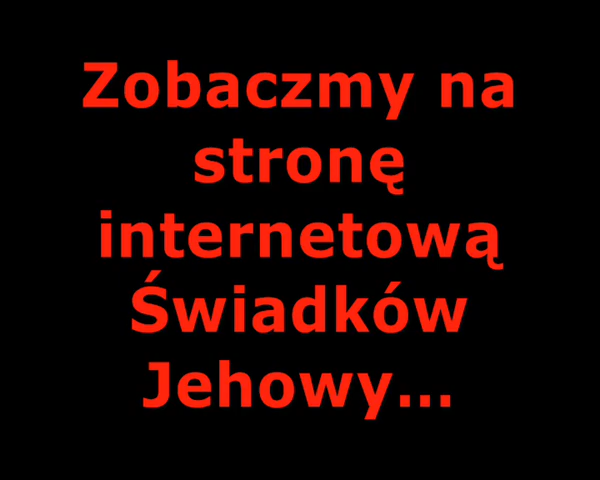 Zobaczmy na
stronę
internetową
Świadków
Jehowy...